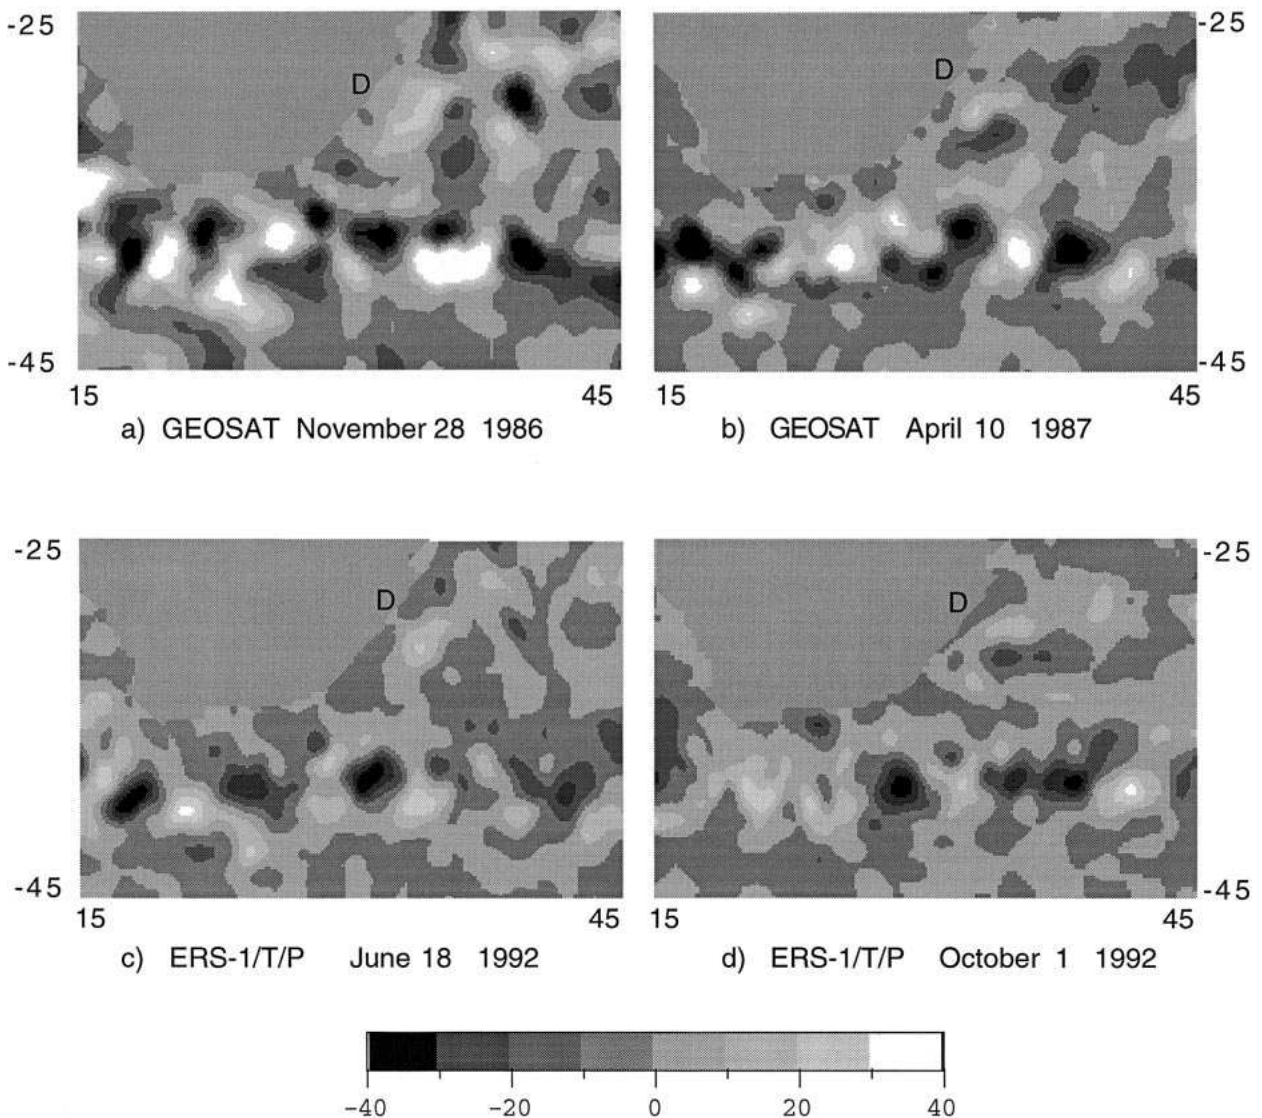 -25 D D -25
-45 -45
15 45 15 45
a) GEOSAT November 28 1986 b) GEOSAT April 10 1987
-25 D D -25
-45 -45
15 45 15 45
c) ERS-1/T/P June 18 1992 d) ERS-1/T/P October 1 1992
-40 -20 0 20 40